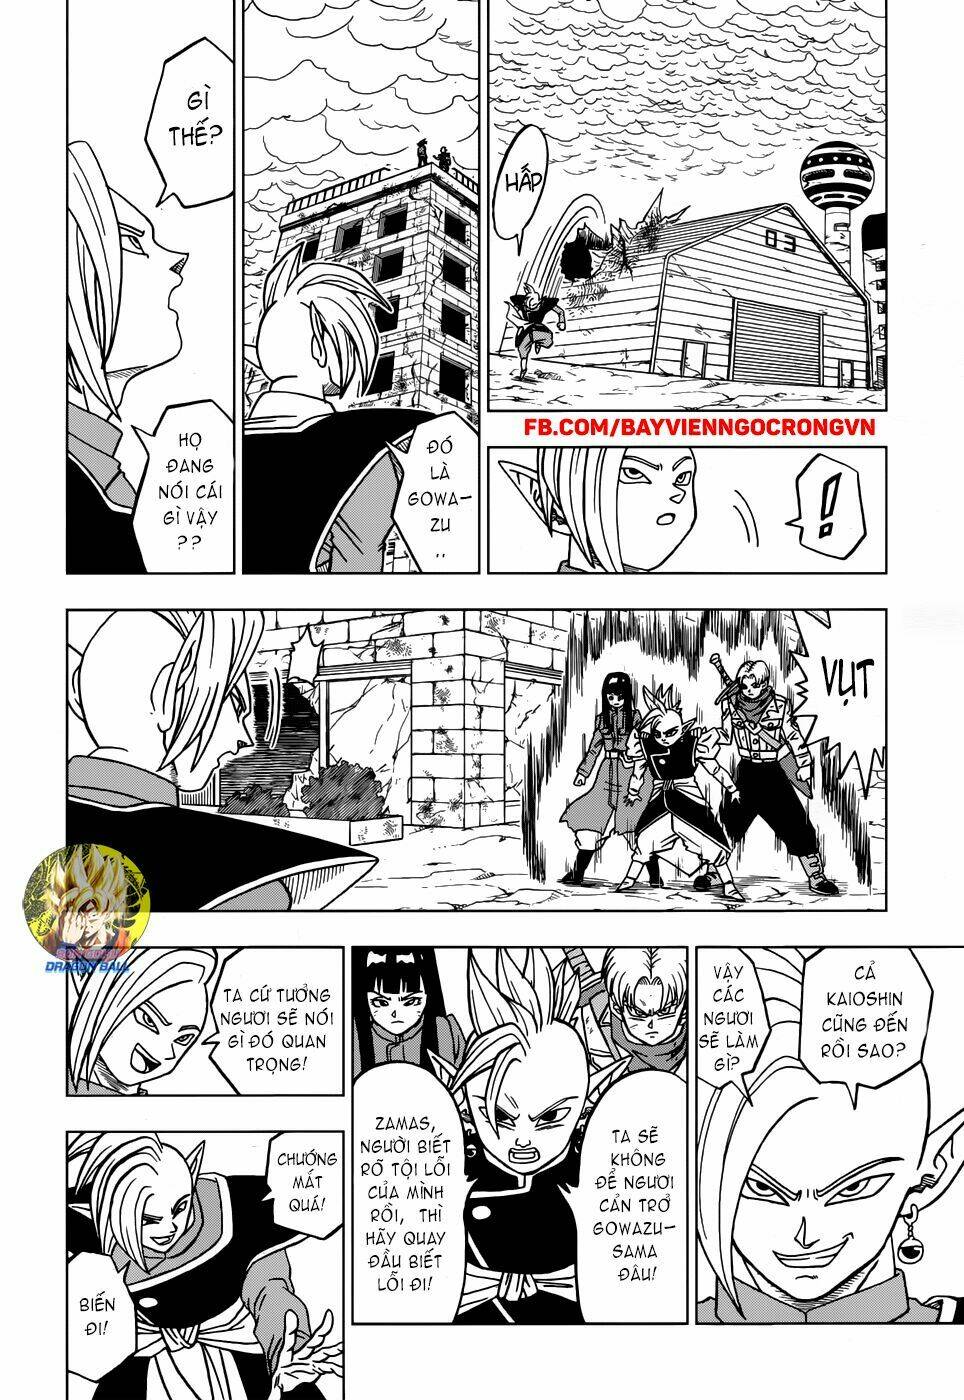 HẤP
03
FB.COM/BAYVIENNGOCRONGVN
!
ĐÓ
LÀ
GOWA-
ZU
..
GÌ
THẾ?
HỌ
ĐANG
NÓI CÁI
GÌ VẬY
??
VỤT
CẢ
KAIOSHIN
CŨNG ĐẾN
RỒI SAO?
VẬY CÁC
NGƯƠI
SẼ LÀM
GÌ?
TA SẼ
KHÔNG
ĐỂ NGƯƠI
CẢN TRỞ
GOWAZU-
SAMA
ĐÂU!
ZAMAS,
NGƯỜI BIẾT
RÕ TỘI LỖI
CỦA MÌNH
RỒI, THÌ
HÃY QUAY
ĐẦU BIẾT
LỖI ĐI!
TA CỨ TƯỞNG
NGƯƠI SẼ NÓI
GÌ ĐÓ QUAN
TRỌNG!
CHƯỚNG
MẮT
QUÁ!
BIẾN
ĐI!
DRAGON BALL